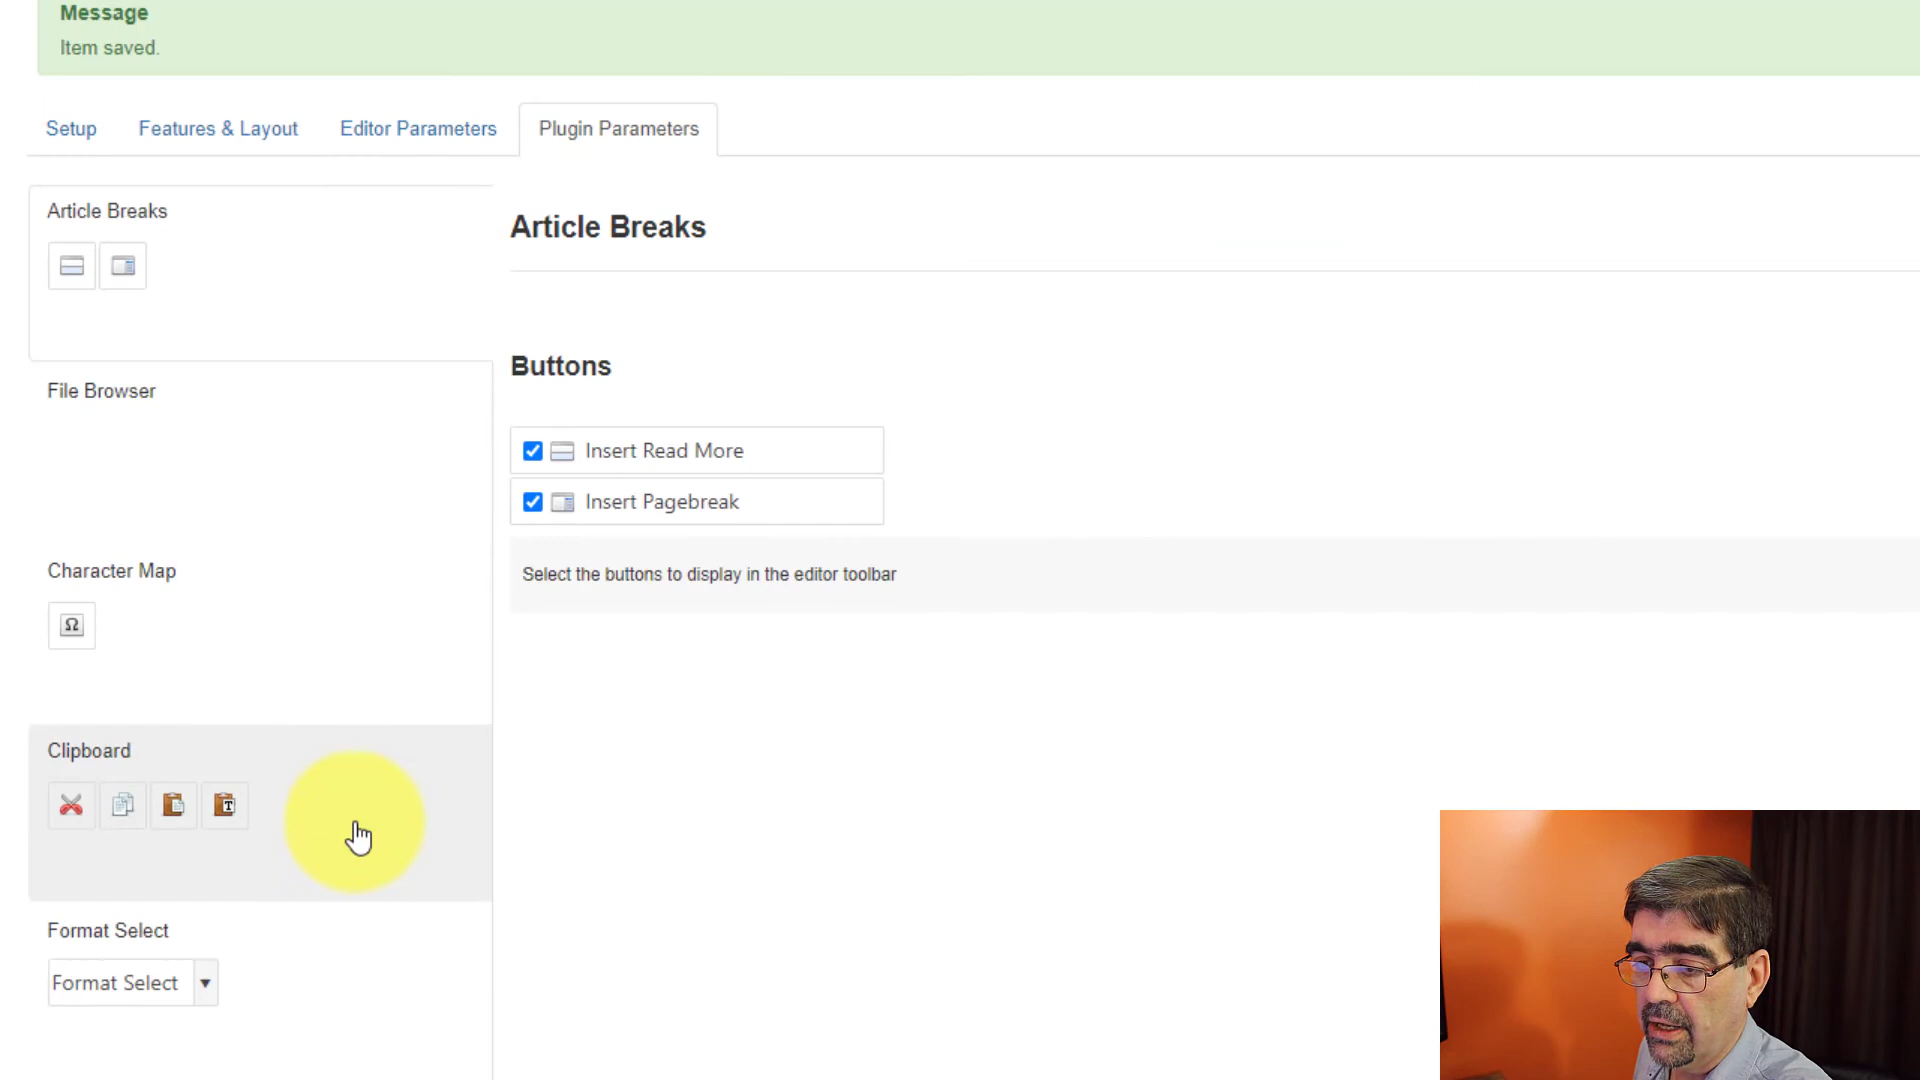 Message
Item saved.
Setup Features & Layout Editor Parameters Plugin Parameters
Article Breaks
File Browser
Character Map
Ω
Clipboard
T
Format Select
Format Select
Article Breaks
Buttons
Insert Read More
Insert Pagebreak
Select the buttons to display in the editor toolbar